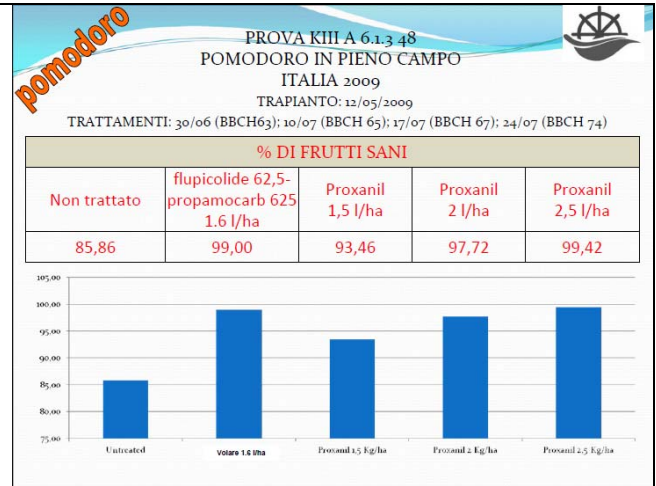 pomodoro
PROVA KIII A 6.1.3 48
POMODORO IN PIENO CAMPO
ITALIA 2009
TRAPIANTO: 12/05/2009
TRATTAMENTI: 30/06 (BBCH63); 10/07 (BBCH 65); 17/07 (BBCH 67); 24/07 (BBCH 74)
% DI FRUTTI SANI
Non trattato
flupicolide 62,5-
propamocarb 625
1.6 l/ha
Proxanil
1,5 l/ha
Proxanil
2 l/ha
Proxanil
2,5 l/ha
85,86 99,00 93,46 97,72 99,42
105,00
100,00
95,00
90,00
85,00
80,00
75,00
Untreated Volare 1.6 l/ha Proxanil 1,5 Kg/ha Proxanil 2 Kg/ha Proxanil 2,5 Kg/ha